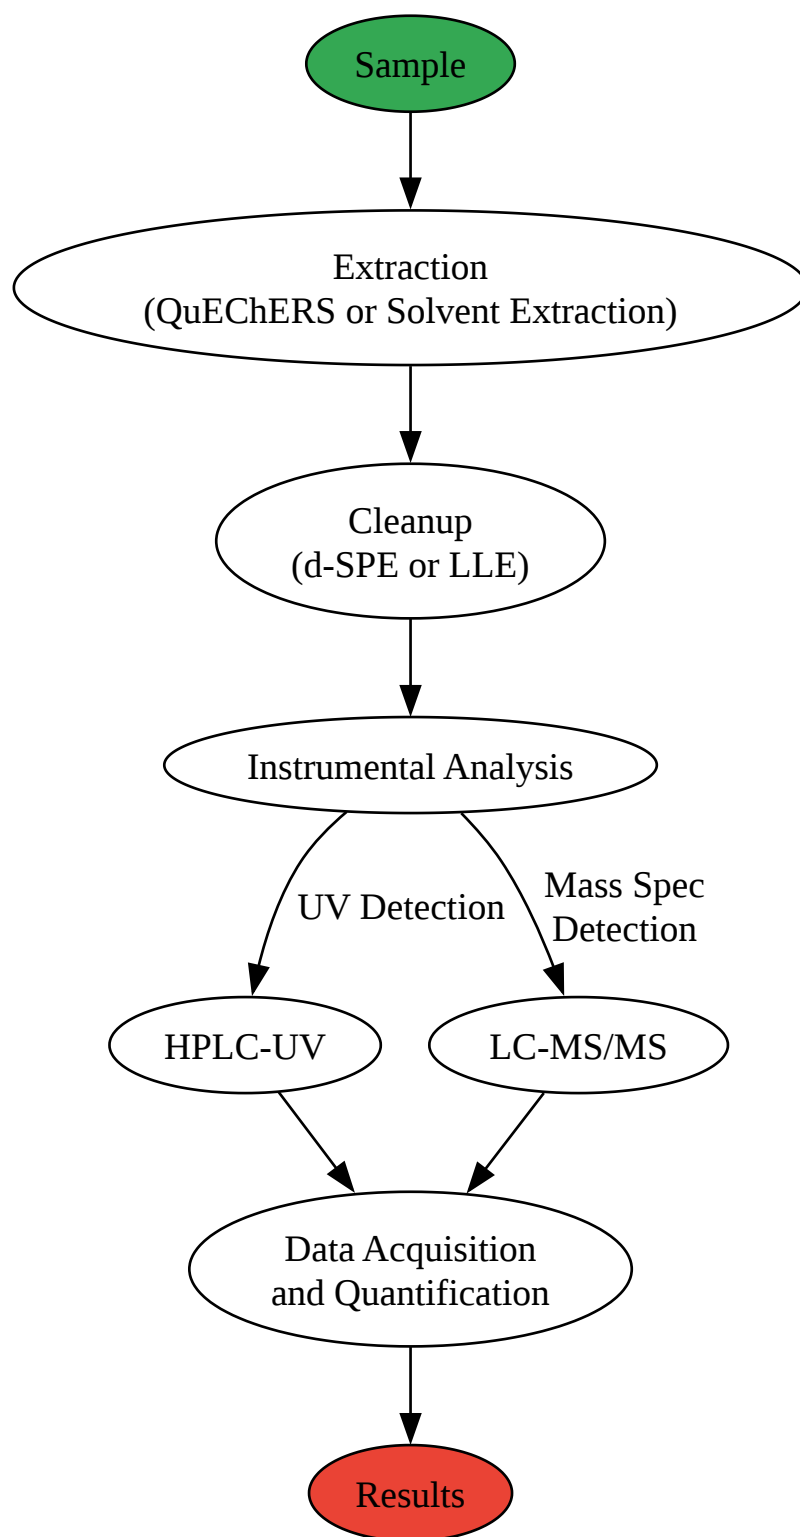 Sample
Extraction
(QuEChERS or Solvent Extraction)
Cleanup
(d-SPE or LLE)
Instrumental Analysis
UV Detection
Mass Spec
Detection
HPLC-UV
LC-MS/MS
Data Acquisition
and Quantification
Results